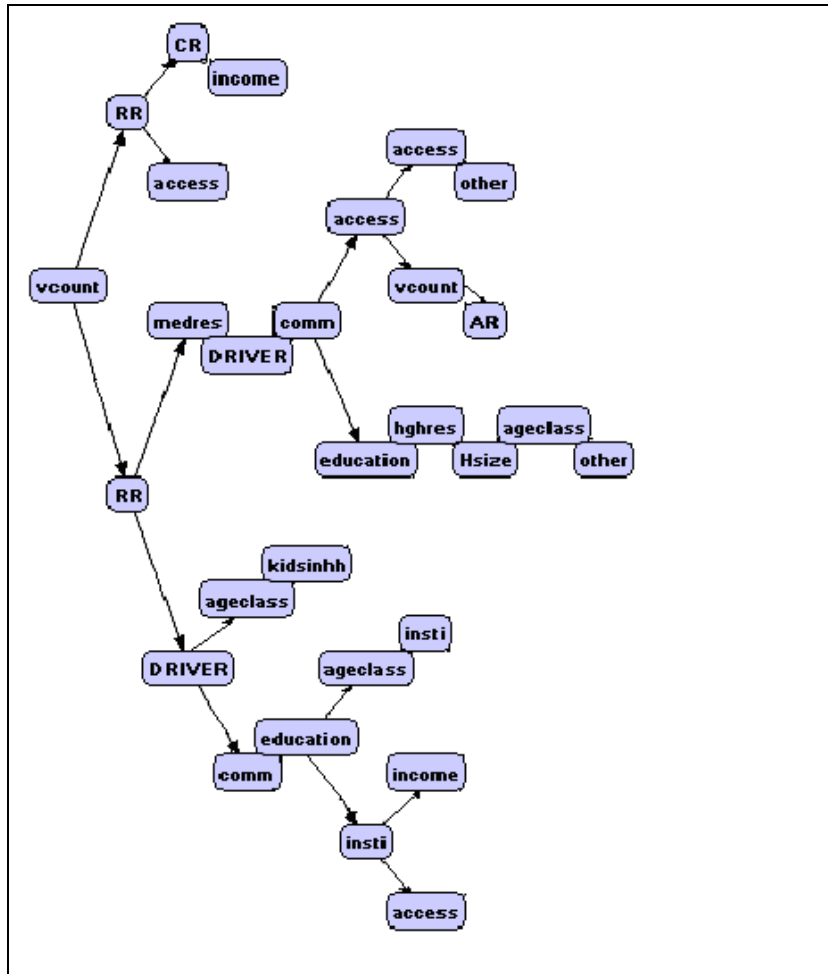 CR
income
RR
access
access
other
access
vcount
vcount
medres
comm
AR
DRIVER
hghres
ageclass
education
Hsize
other
RR
kidsinhh
ageclass
insti
DRIVER
ageclass
education
comm
income
insti
access